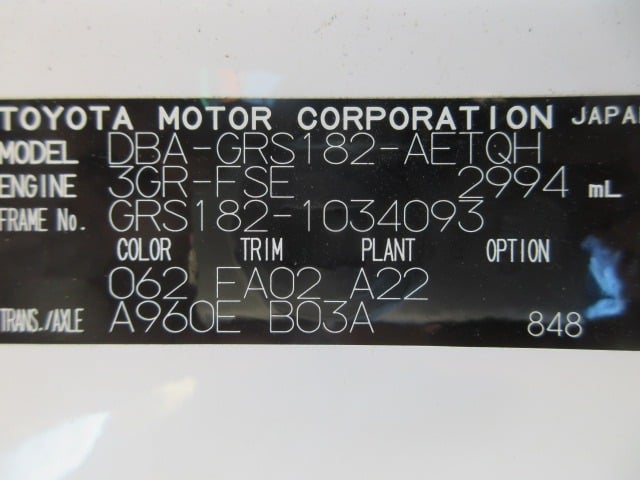 TOYOTA MOTOR CORPORATION JAPAN
MODEL DBA-GRS182-AETQH
ENGINE 3GR-FSE 2994 mL
FRAME No. GRS182-1034093
COLOR TRIM PLANT OPTION
062 FA02 A22
TRANS./AXLE A960E B03A 848